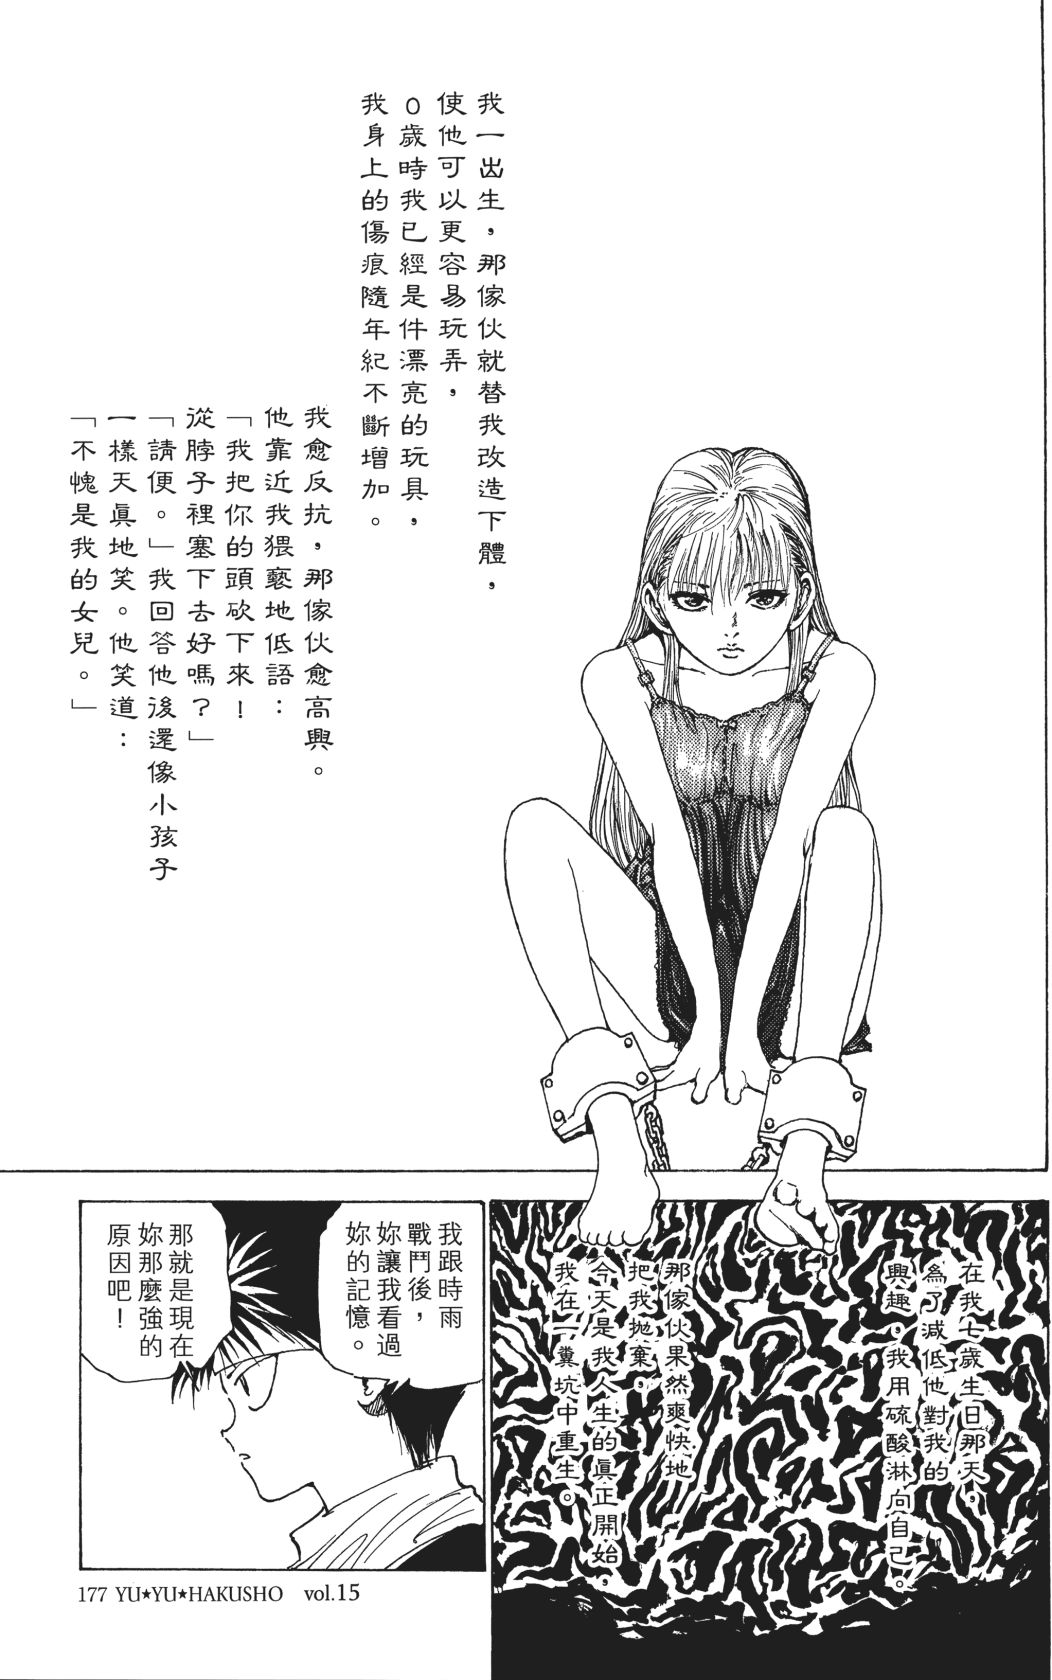 我一出生，那傢伙就替我改造下體，
使他可以更容易玩弄，
0歲時我已經是件漂亮的玩具，
我身上的傷痕隨年紀不斷增加。
我愈反抗，那傢伙愈高興。
他靠近我猥褻地低語：
「我把你的頭砍下來！
從脖子裡塞下去好嗎？」
「請便。」我回答他後還像小孩子
一樣天眞地笑。他笑道：
「不愧是我的女兒。」
在我七歲生日那天。
為了減低他對我的
興趣。我用硫酸淋向自己。
那傢伙果然爽快地
把我拋棄。
今天是我人生的眞正開始，
我在一糞坑中重生。
我跟時雨
戰鬥後，
妳讓我看過
妳的記憶。
那就是現在
妳那麼強的
原因吧！
177 YU★YU★HAKUSHO vol.15